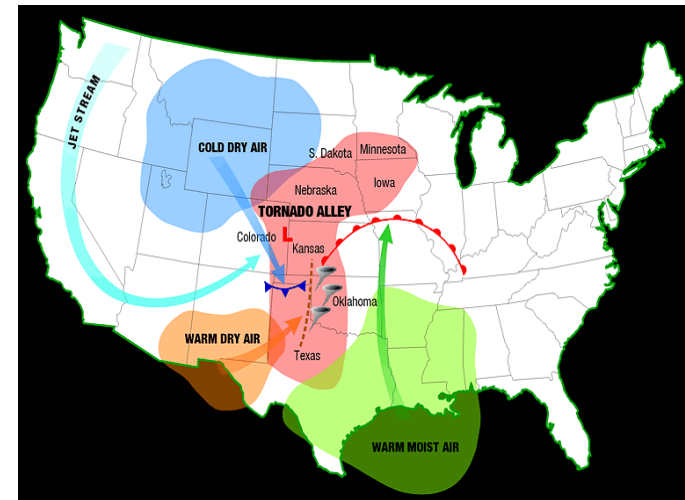 JET STREAM
COLD DRY AIR
S. Dakota
Minnesota
Iowa
Nebraska
TORNADO ALLEY
Colorado
L
Kansas
Oklahoma
WARM DRY AIR
Texas
WARM MOIST AIR